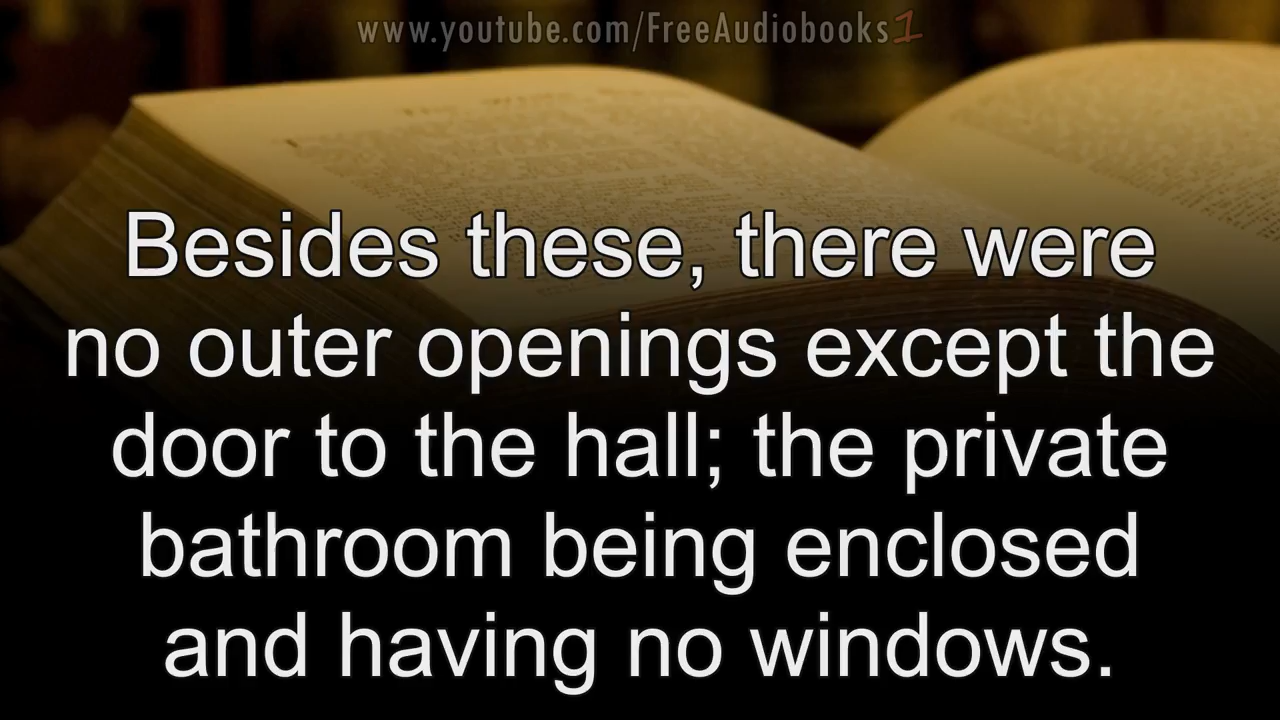 www.youtube.com/FreeAudiobooks1
Besides these, there were
no outer openings except the
door to the hall; the private
bathroom being enclosed
and having no windows.